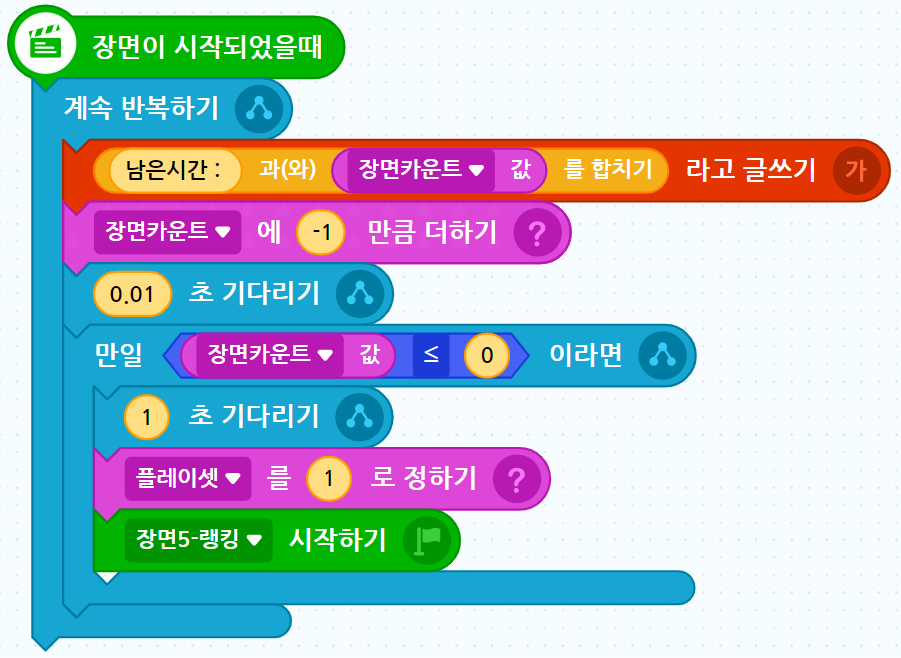 장면이 시작되었을때
계속 반복하기
남은시간 : 과(와) 장면카운트 값 를 합치기 라고 글쓰기 가
장면카운트 에 -1 만큼 더하기 ?
0.01 초 기다리기
만일 장면카운트 값 ≤ 0 이라면
1 초 기다리기
플레이셋 를 1 로 정하기 ?
장면5-랭킹 시작하기